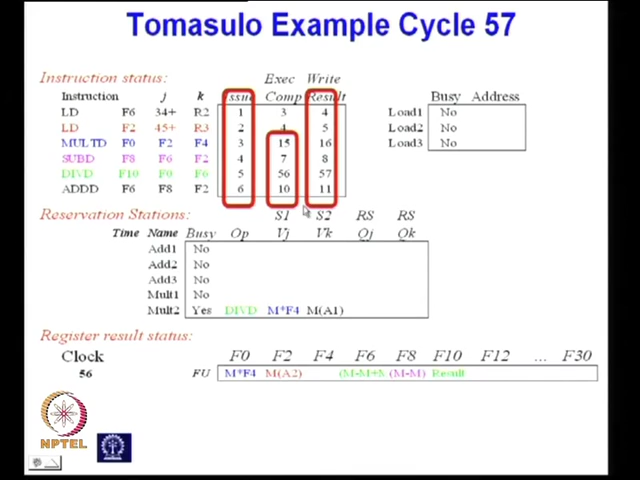 Tomasulo Example Cycle 57
Instruction status: Exec Write
Instruction j k Issue Comp Result Busy Address
LD F6 34+ R2 1 3 4 Load1 No
LD F2 45+ R3 2 4 5 Load2 No
MULTD F0 F2 F4 3 15 16 Load3 No
SUBD F8 F6 F2 4 7 8
DIVD F10 F0 F6 5 56 57
ADDD F6 F8 F2 6 10 11
Reservation Stations: S1 S2 RS RS
Time Name Busy Op Vj Vk Qj Qk
Add1 No
Add2 No
Add3 No
Mult1 No
Mult2 Yes DIVD M*F4 M(A1)
Register result status:
Clock F0 F2 F4 F6 F8 F10 F12 ... F30
56 FU M*F4 M(A2) (M-M+M (M-M) Result
NPTEL